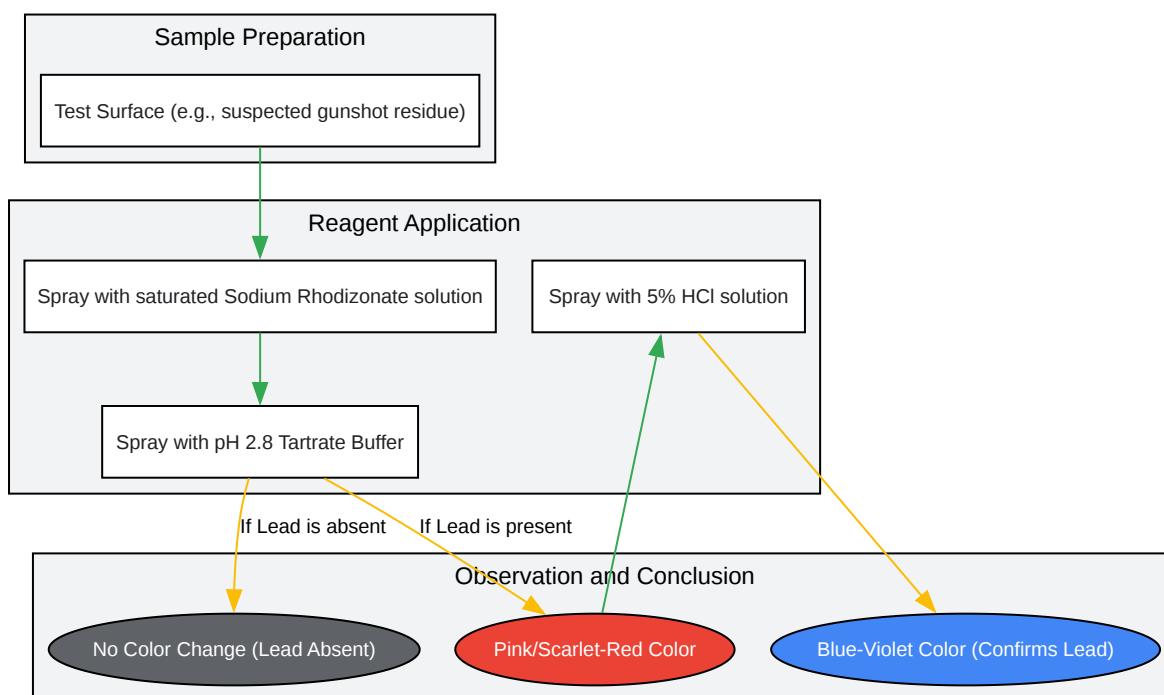 Sample Preparation
Test Surface (e.g., suspected gunshot residue)
Reagent Application
Spray with saturated Sodium Rhodizonate solution
Spray with 5% HCl solution
Spray with pH 2.8 Tartrate Buffer
If Lead is absent
If Lead is present
Observation and Conclusion
No Color Change (Lead Absent)
Pink/Scarlet-Red Color
Blue-Violet Color (Confirms Lead)